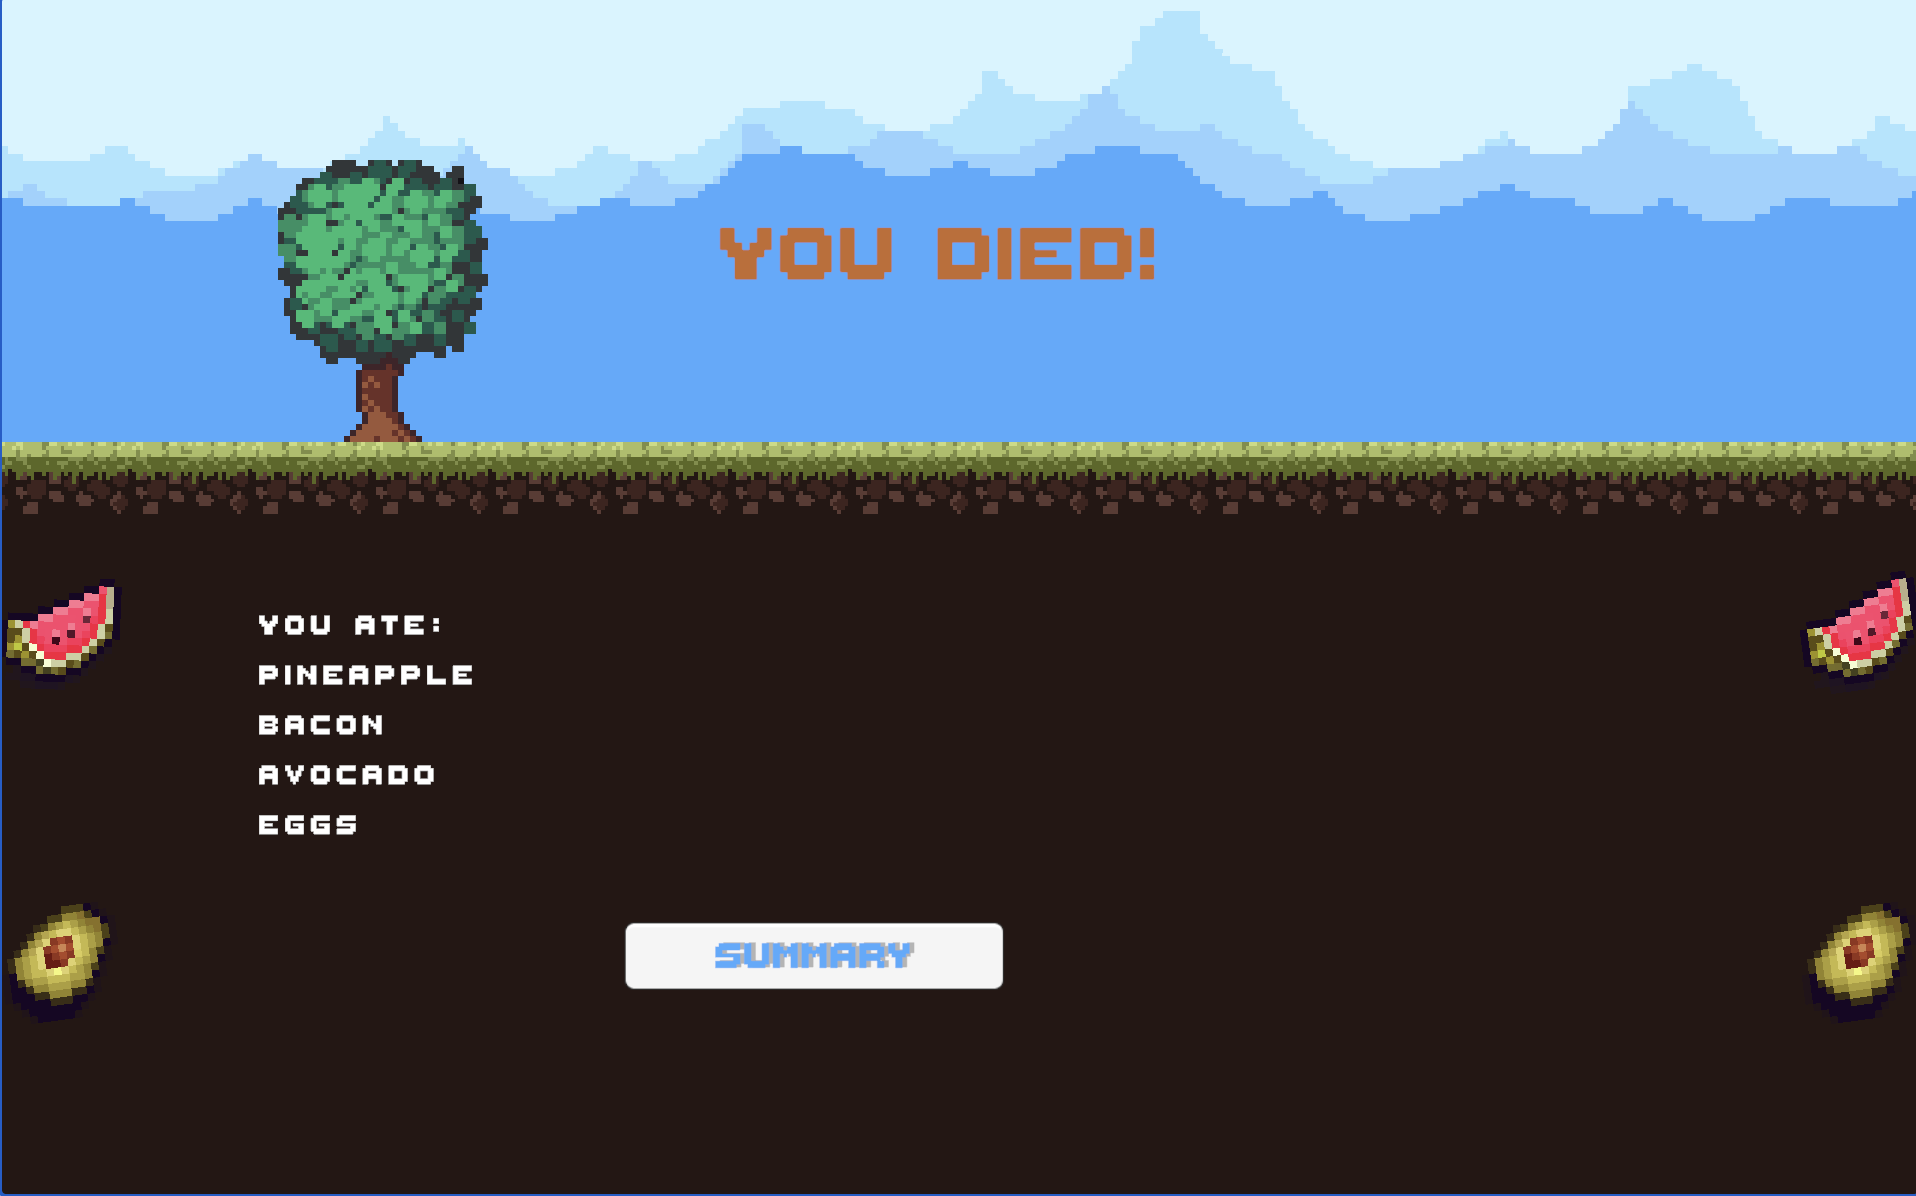 YOU DIED!
YOU ATE:
PINEAPPLE
BACON
AVOCADO
EGGS
SUMMARY